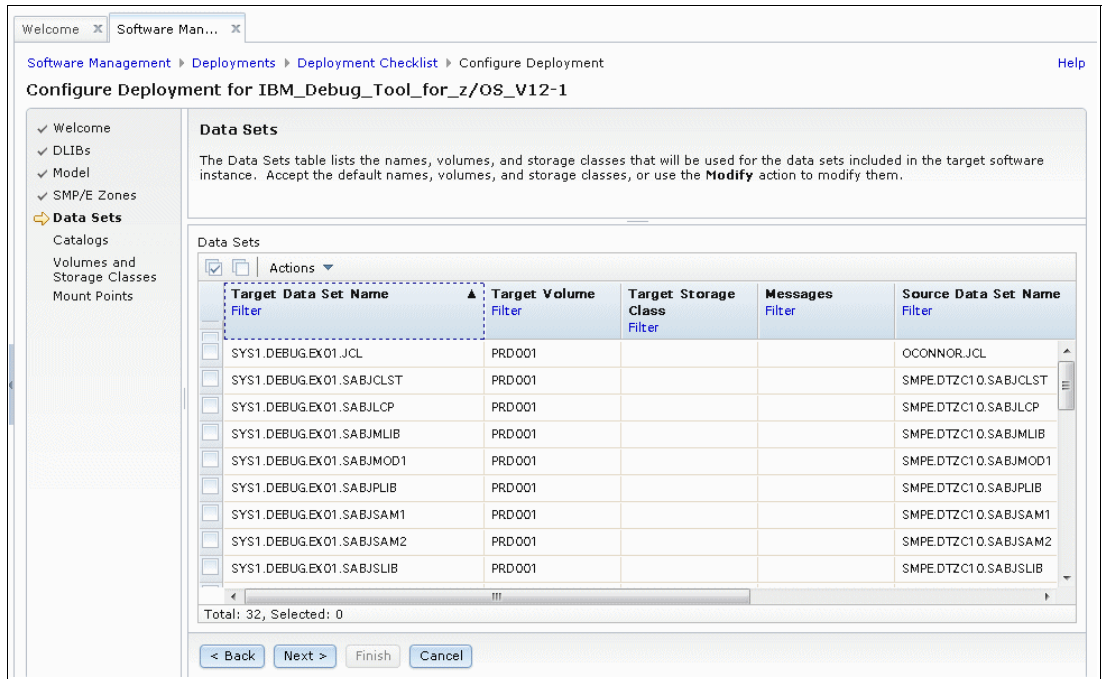 Welcome X Software Man... X
Software Management Deployments Deployment Checklist Configure Deployment Help
Configure Deployment for IBM_Debug_Tool_for_z/OS_V12-1
Welcome
DLIBs
Model
SMP/E Zones
Data Sets
Catalogs
Volumes and
Storage Classes
Mount Points
Data Sets
The Data Sets table lists the names, volumes, and storage classes that will be used for the data sets included in the target software
instance. Accept the default names, volumes, and storage classes, or use the Modify action to modify them.
Data Sets
Actions
Target Data Set Name Target Volume Target Storage Messages Source Data Set Name
Class
Filter Filter Filter Filter Filter
SYS1.DEBUG.EX01.JCL PRD001 OCONNOR.JCL
SYS1.DEBUG.EX01.SABJCLST PRD001 SMPE.DTZC10.SABJCLST
SYS1.DEBUG.EX01.SABJLCP PRD001 SMPE.DTZC10.SABJLCP
SYS1.DEBUG.EX01.SABJMLIB PRD001 SMPE.DTZC10.SABJMLIB
SYS1.DEBUG.EX01.SABJMOD1 PRD001 SMPE.DTZC10.SABJMOD1
SYS1.DEBUG.EX01.SABJPLIB PRD001 SMPE.DTZC10.SABJPLIB
SYS1.DEBUG.EX01.SABJSAM1 PRD001 SMPE.DTZC10.SABJSAM1
SYS1.DEBUG.EX01.SABJSAM2 PRD001 SMPE.DTZC10.SABJSAM2
SYS1.DEBUG.EX01.SABJSLIB PRD001 SMPE.DTZC10.SABJSLIB
Total: 32, Selected: 0
< Back Next > Finish Cancel